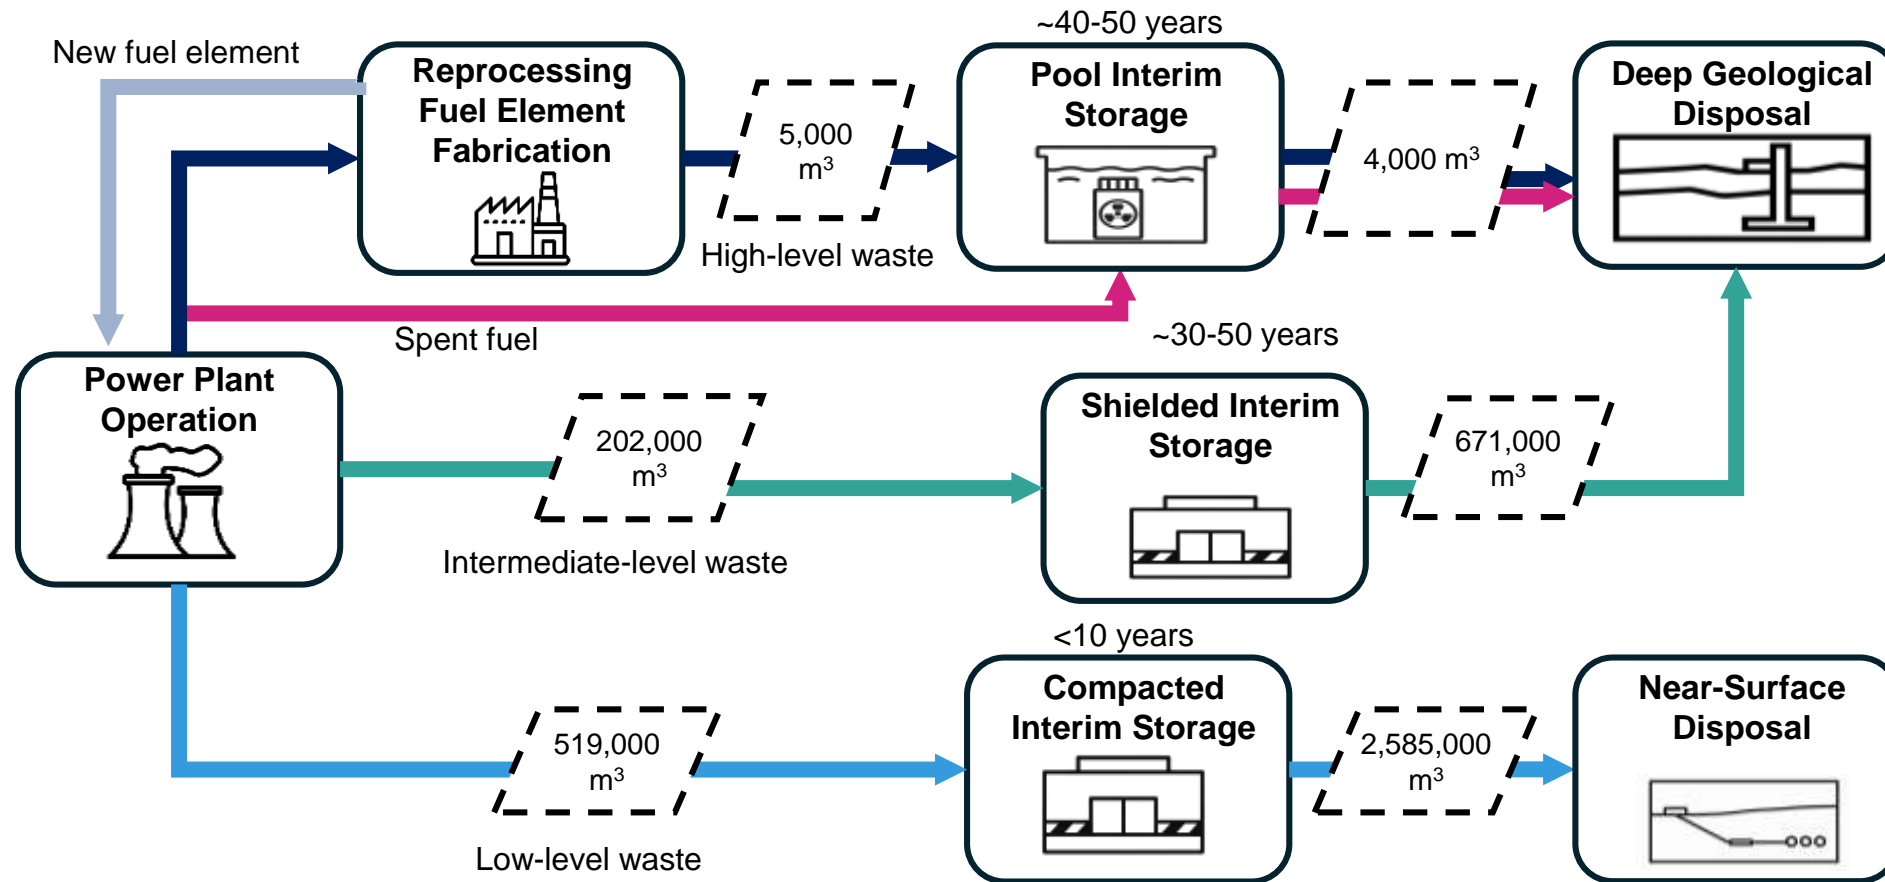 New fuel element
Reprocessing
Fuel Element
Fabrication
5,000
m³
High-level waste
~40-50 years
Pool Interim
Storage
4,000 m³
Deep Geological
Disposal
Spent fuel
Power Plant
Operation
202,000
m³
Intermediate-level waste
~30-50 years
Shielded Interim
Storage
671,000
m³
519,000
m³
Low-level waste
<10 years
Compacted
Interim Storage
2,585,000
m³
Near-Surface
Disposal